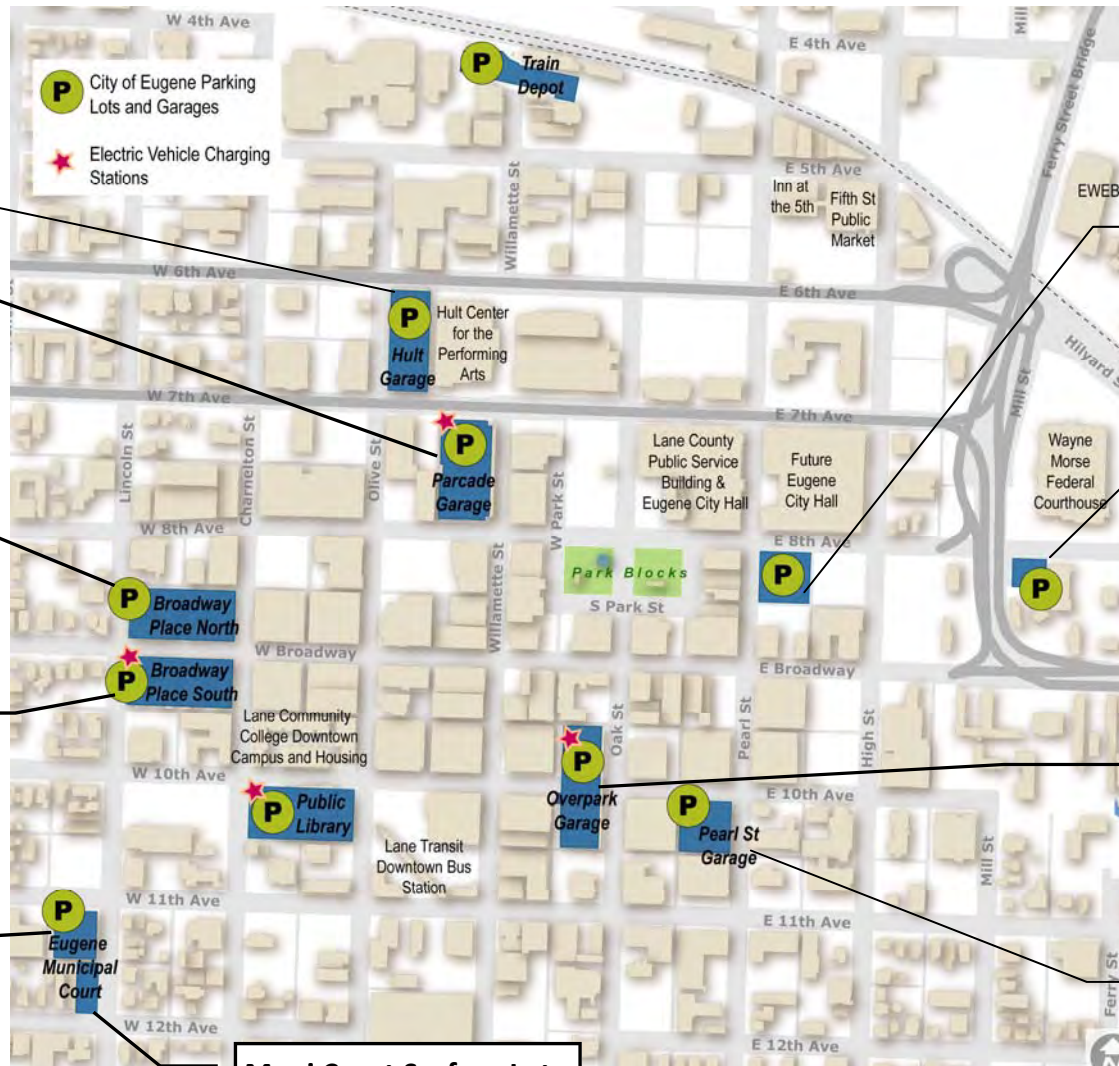 W 4th Ave
E 4th Ave
P
City of Eugene Parking
Lots and Garages
Electric Vehicle Charging
Stations
P
Train
Depot
Ferry Street Bridge
E 5th Ave
Inn at
the 5th
Fifth St
Public
Market
EWEB
Willamette St
W 6th Ave
E 6th Ave
P
Hult
Garage
Hult Center
for the
Performing
Arts
Hilyard
Mill St
W 7th Ave
E 7th Ave
Lincoln St
Charnelton St
Olive St
P
Parcade
Garage
W Park St
Lane County
Public Service
Building &
Eugene City Hall
Future
Eugene
City Hall
Wayne
Morse
Federal
Courthouse
W 8th Ave
E 8th Ave
Willamette St
Park Blocks
S Park St
P
P
P
Broadway
Place North
W Broadway
E Broadway
P
Broadway
Place South
Lane Community
College Downtown
Campus and Housing
Oak St
Pearl St
High St
W 10th Ave
E 10th Ave
P
Public
Library
P
Overpark
Garage
P
Pearl St
Garage
Lane Transit
Downtown Bus
Station
Mill St
W 11th Ave
E 11th Ave
P
Eugene
Municipal
Court
Ferry St
W 12th Ave
E 12th Ave